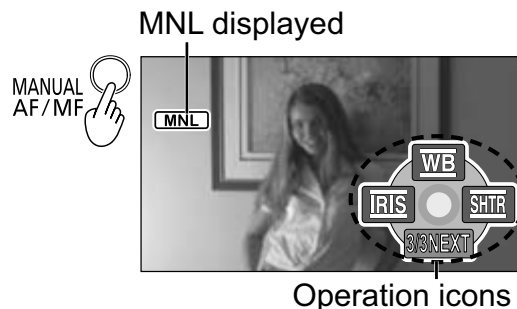 MNL displayed
MANUAL
AF/MF
MNL
WB
IRIS
SHTR
3/3NEXT
Operation icons